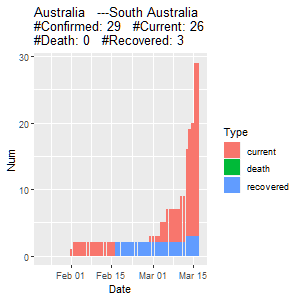 Australia   ---South Australia
#Confirmed: 29   #Current: 26
#Death: 0   #Recovered: 3
30
20
10
0
Num
Feb 01
Feb 15
Mar 01
Mar 15
Date
Type
current
death
recovered